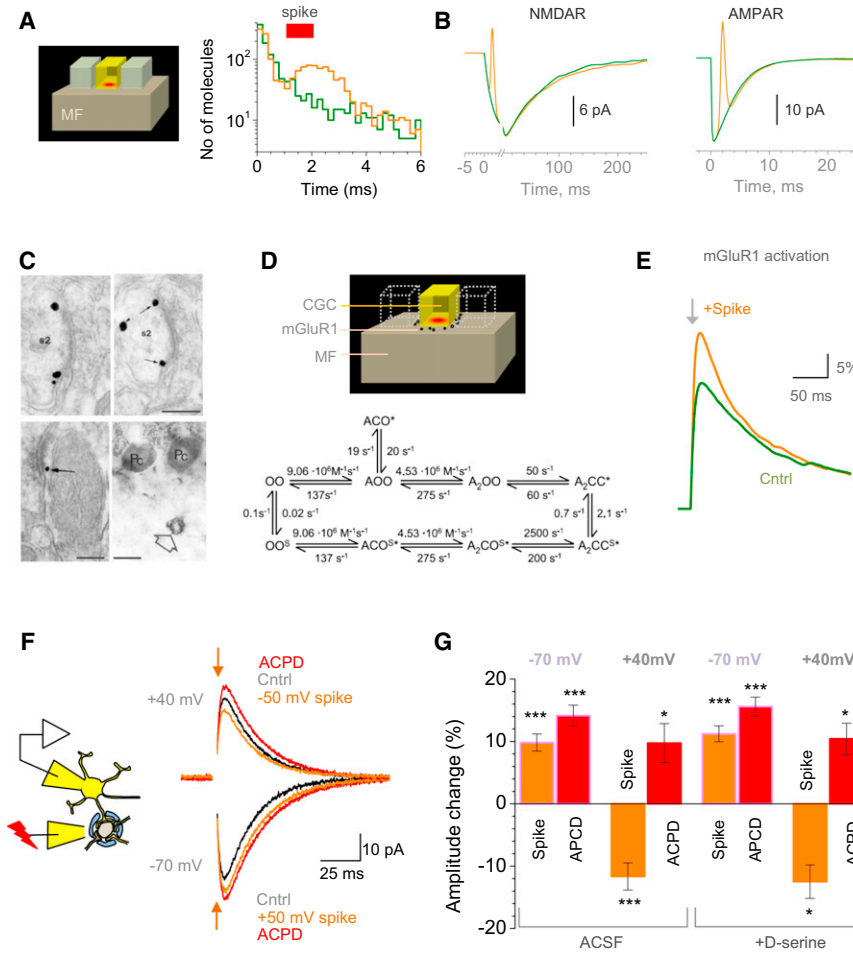 A
MF
spike
No of molecules
10²
10¹
0
2
4
6
Time (ms)
B
NMDAR
6 pA
-5
0
100
200
Time, ms
AMPAR
10 pA
0
10
20
Time, ms
C
s2
s2
Pc
Pc
D
CGC
mGluR1
MF
ACO*
19 s⁻¹ 20 s⁻¹
9.06 ·10⁶M⁻¹s⁻¹ 4.53 ·10⁶ M⁻¹s⁻¹ 50 s⁻¹
OO AOO A₂OO A₂CC*
137s⁻¹ 275 s⁻¹ 60 s⁻¹
0.1s⁻¹ 0.02 s⁻¹ 0,7 s⁻¹ 2,1 s⁻¹
9.06 ·10⁶ M⁻¹s⁻¹ 4.53 ·10⁶ M⁻¹s⁻¹ 2500 s⁻¹
OOˢ ACOˢ* A₂COˢ* A₂CCˢ*
137 s⁻¹ 275 s⁻¹ 200 s⁻¹
E
mGluR1 activation
+Spike
5%
50 ms
Cntrl
F
ACPD
Cntrl
-50 mV spike
+40 mV
-70 mV
10 pA
25 ms
Cntrl
+50 mV spike
ACPD
G
-70 mV +40mV -70 mV +40mV
Amplitude change (%)
20
10
0
-10
-20
*** *** * *** *** *
Spike
APCD
Spike
ACPD
Spike
APCD
Spike
ACPD
*** *
ACSF +D-serine